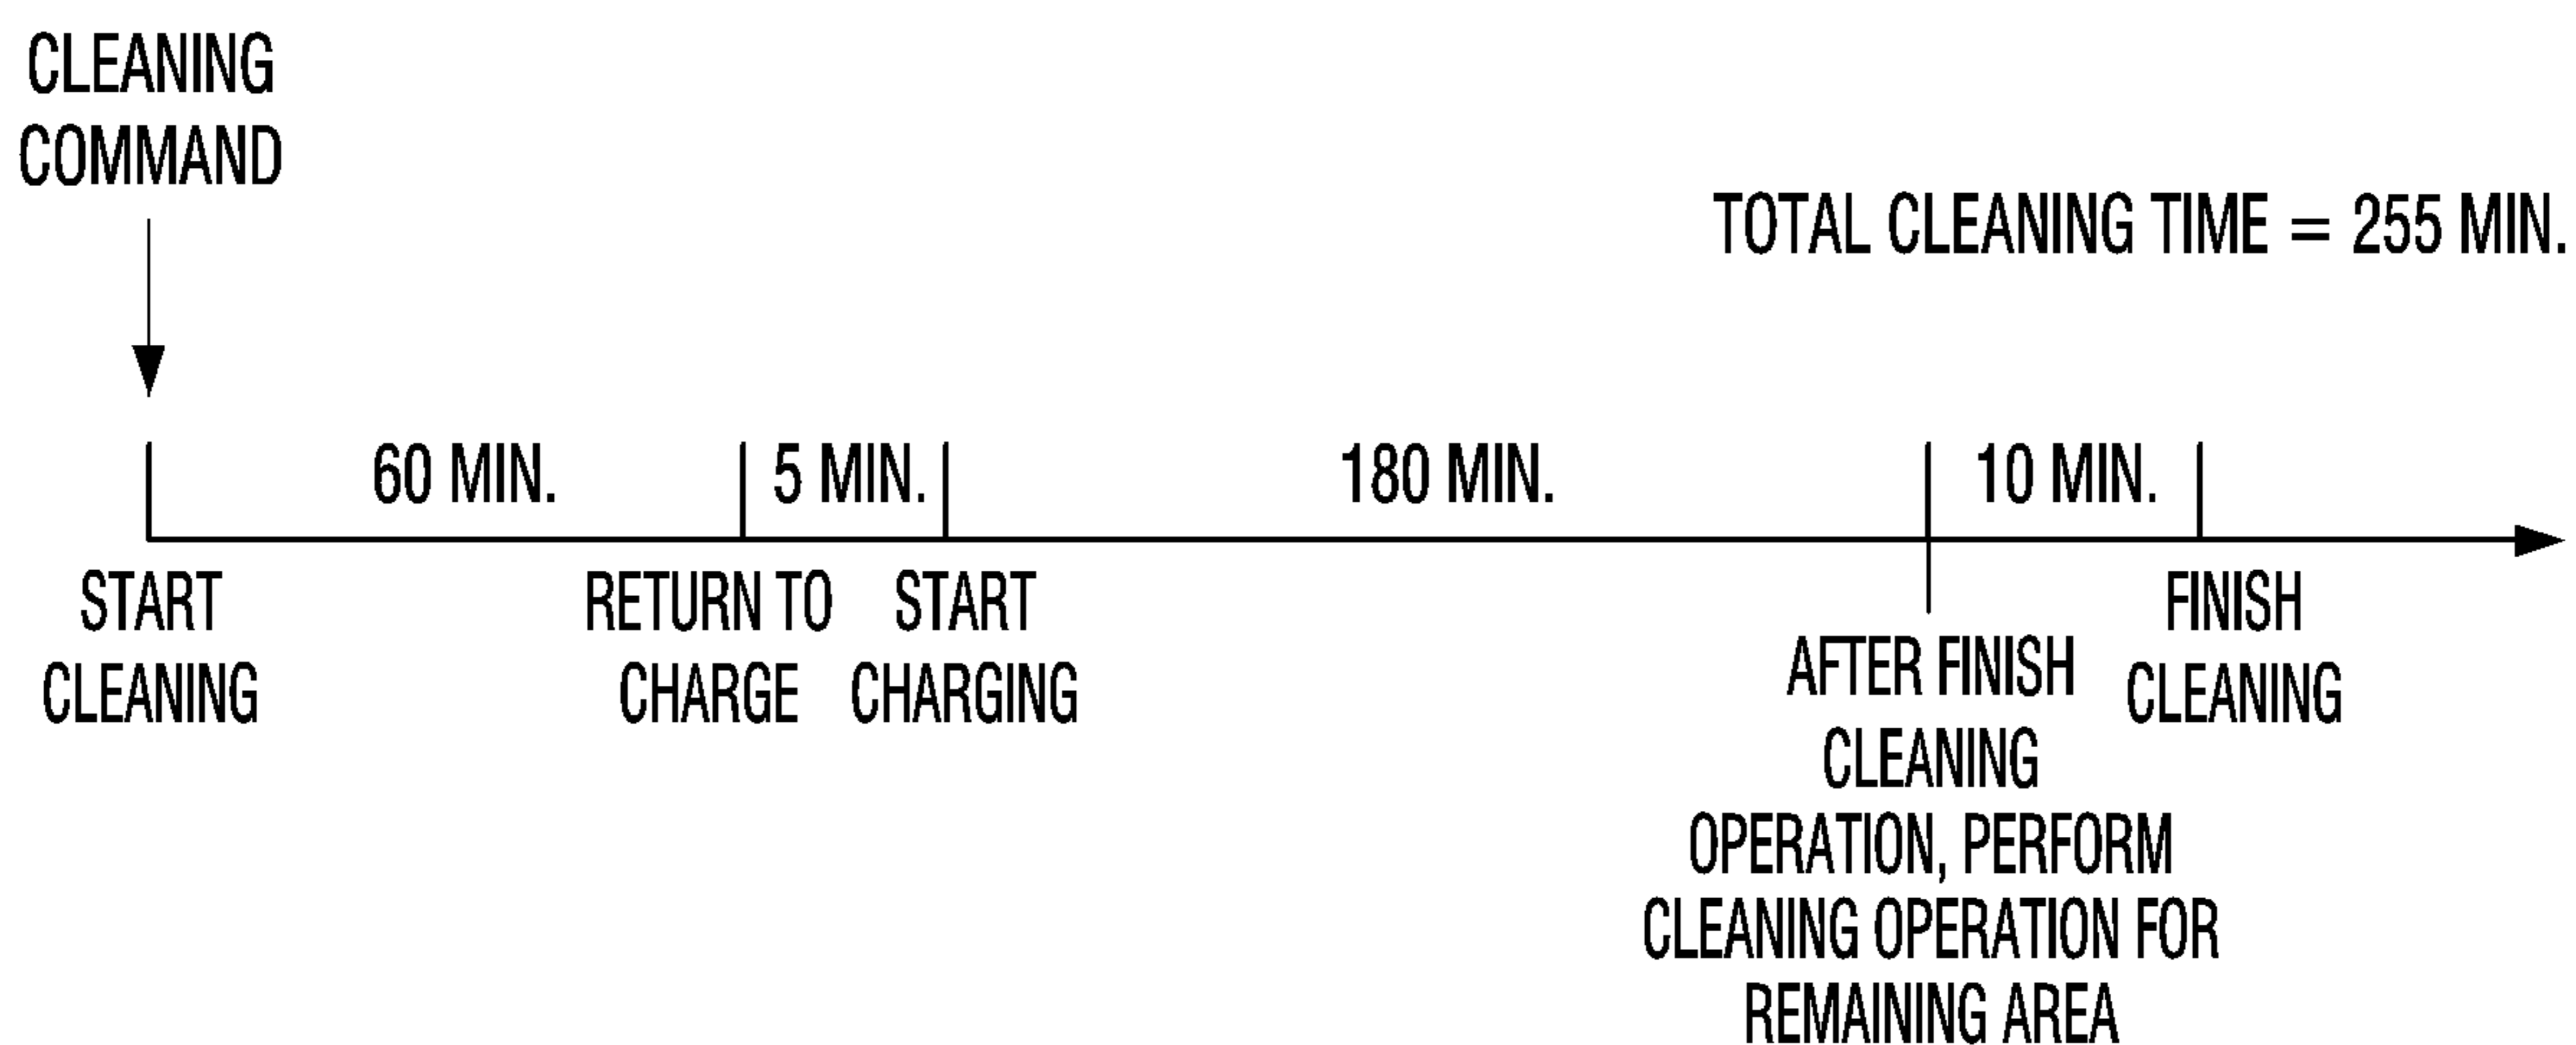 CLEANING
COMMAND
TOTAL CLEANING TIME = 255 MIN.
60 MIN.
5 MIN.
180 MIN.
10 MIN.
START
CLEANING
RETURN TO
CHARGE
START
CHARGING
AFTER FINISH
CLEANING
OPERATION, PERFORM
CLEANING OPERATION FOR
REMAINING AREA
FINISH
CLEANING